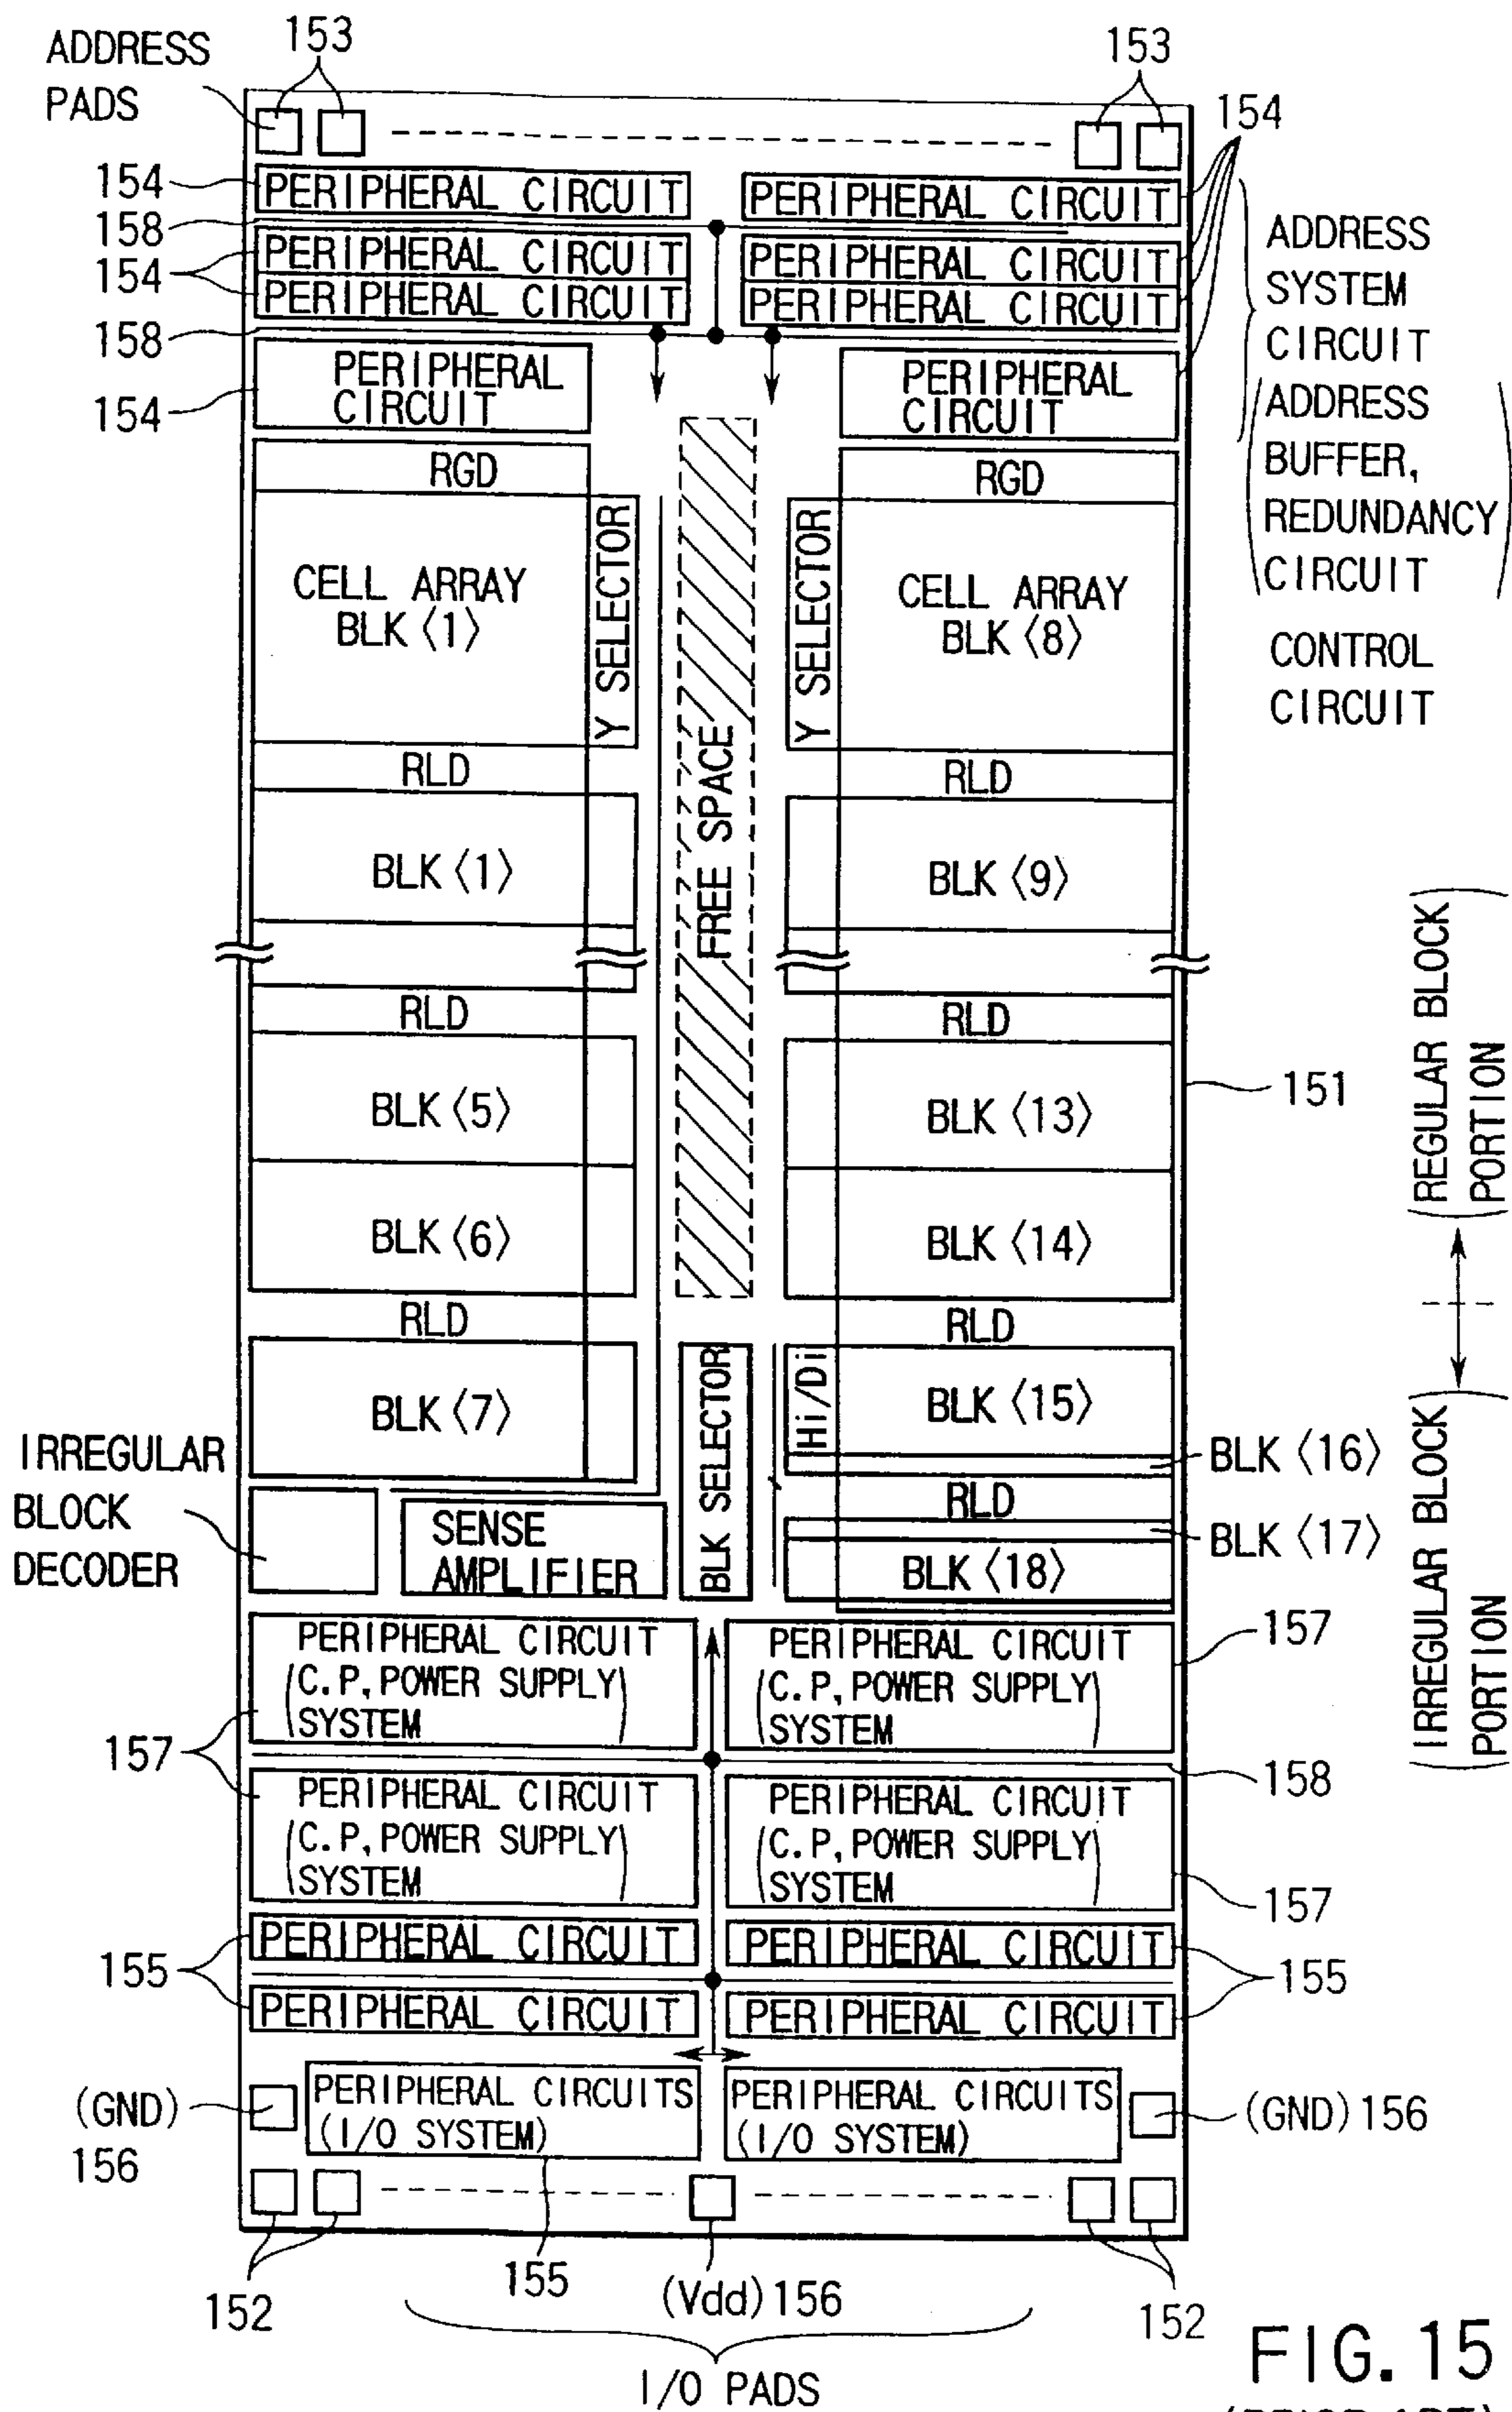 153
153
ADDRESS
PADS
154
154
PERIPHERAL CIRCUIT
PERIPHERAL CIRCUIT
158
154
PERIPHERAL CIRCUIT
PERIPHERAL CIRCUIT
PERIPHERAL CIRCUIT
PERIPHERAL CIRCUIT
158
ADDRESS
SYSTEM
CIRCUIT
154
PERIPHERAL
CIRCUIT
PERIPHERAL
CIRCUIT
(ADDRESS
BUFFER,
REDUNDANCY
CIRCUIT)
CONTROL
CIRCUIT
RGD
RGD
CELL ARRAY
BLK〈1〉
Y SELECTOR
FREE SPACE
Y SELECTOR
CELL ARRAY
BLK〈8〉
RLD
RLD
BLK〈1〉
BLK〈9〉
RLD
RLD
BLK〈5〉
BLK〈13〉
151
(REGULAR BLOCK
PORTION)
BLK〈6〉
BLK〈14〉
RLD
RLD
BLK〈7〉
BLK SELECTOR
Hi/Di
BLK〈15〉
BLK〈16〉
RLD
BLK〈17〉
BLK〈18〉
(IRREGULAR BLOCK
PORTION)
IRREGULAR
BLOCK
DECODER
SENSE
AMPLIFIER
157
PERIPHERAL CIRCUIT
(C.P, POWER SUPPLY)
SYSTEM
PERIPHERAL CIRCUIT
(C.P, POWER SUPPLY)
SYSTEM
157
158
PERIPHERAL CIRCUIT
(C.P, POWER SUPPLY)
SYSTEM
PERIPHERAL CIRCUIT
(C.P, POWER SUPPLY)
SYSTEM
157
155
PERIPHERAL CIRCUIT
PERIPHERAL CIRCUIT
155
PERIPHERAL CIRCUIT
PERIPHERAL CIRCUIT
(GND)
156
PERIPHERAL CIRCUITS
(I/O SYSTEM)
PERIPHERAL CIRCUITS
(I/O SYSTEM)
(GND) 156
152
155
(Vdd) 156
152
I/O PADS
FIG. 15